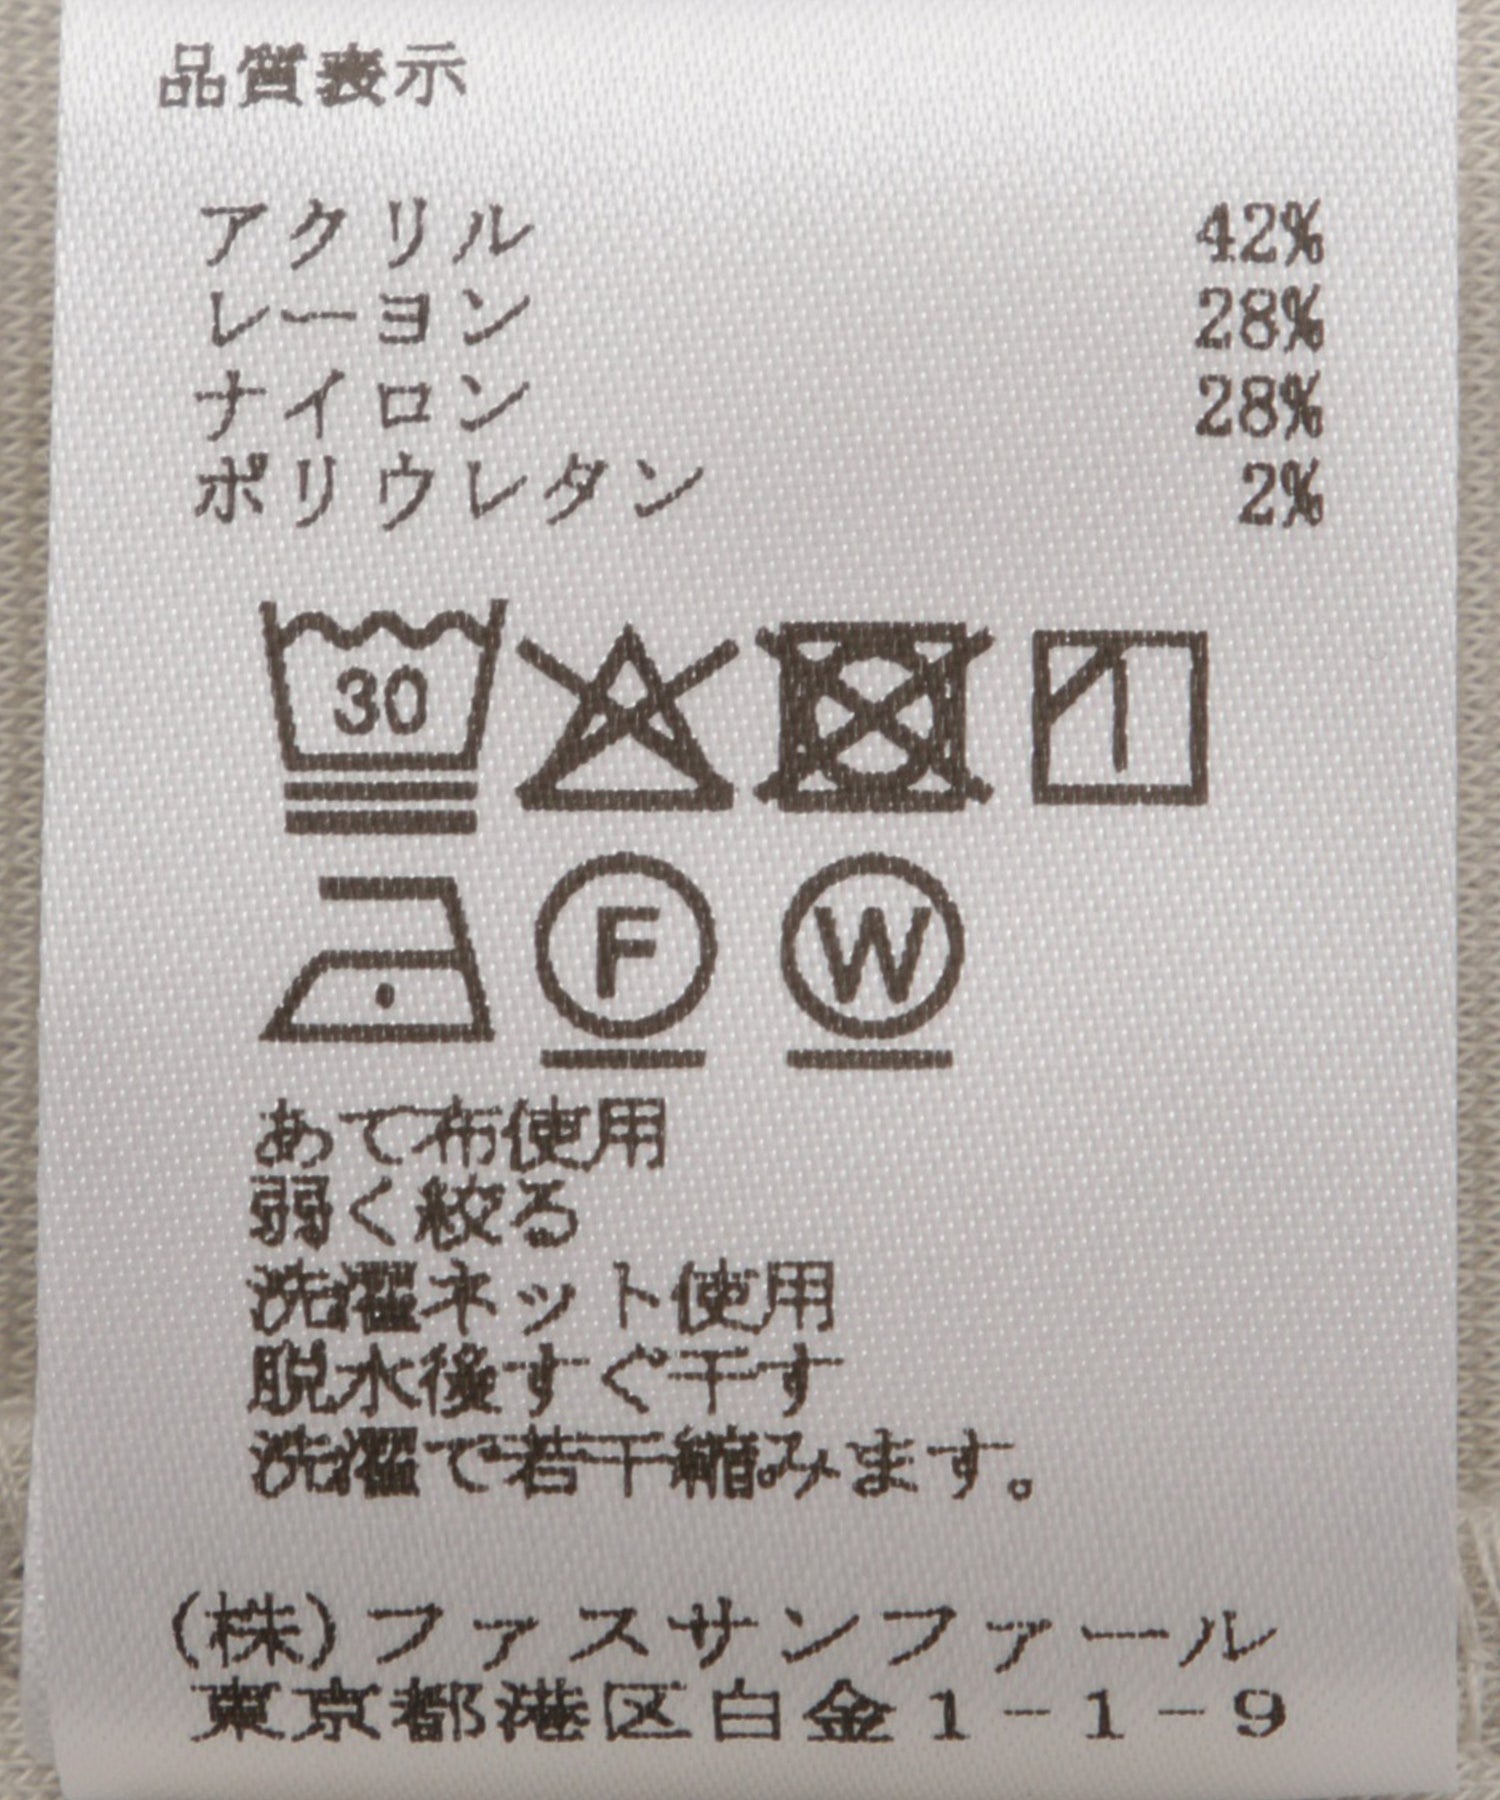 品質表示
アクリル 42%
レーヨン 28%
ナイロン 28%
ポリウレタン 2%
30
F W
あて布使用
弱く絞る
洗濯ネット使用
脱水後すぐ干す
洗濯で若干縮みます。
(株)ファスサンファール
東京都港区白金1-1-9